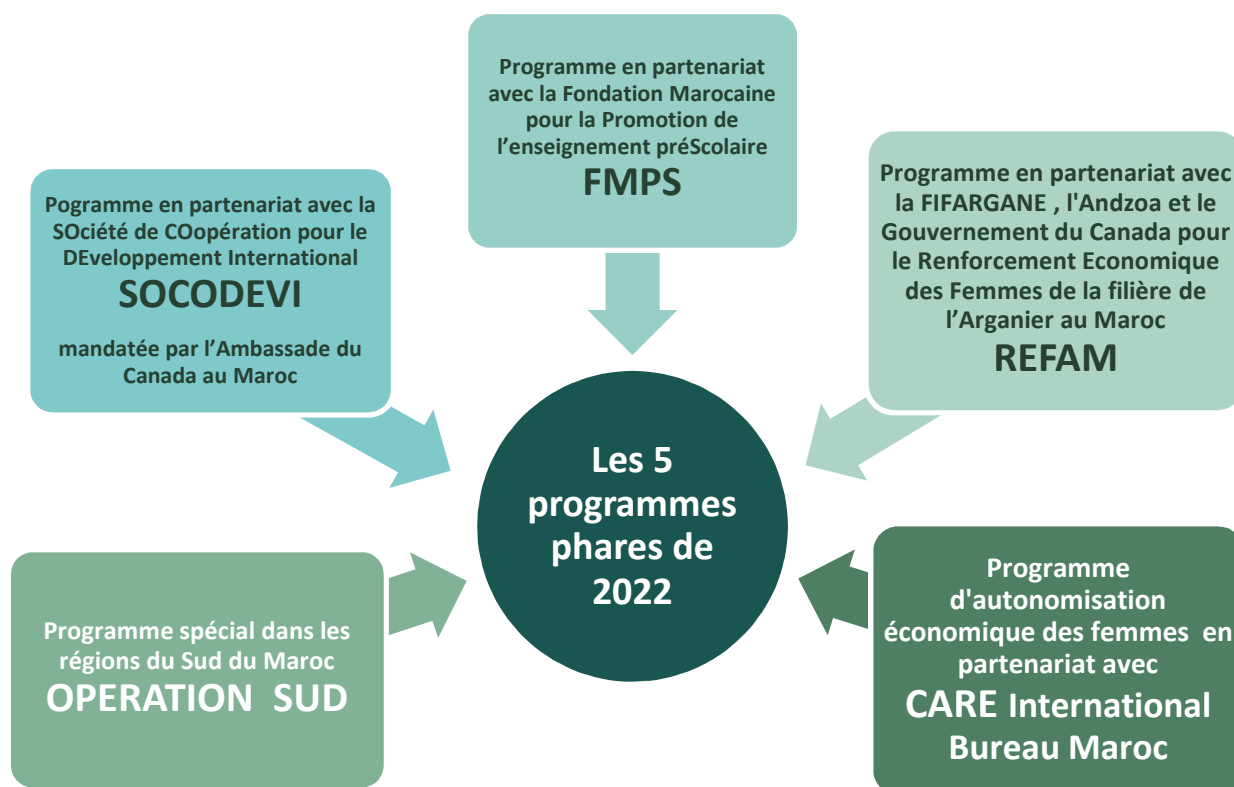 Programme en partenariat
avec la Fondation Marocaine
pour la Promotion de
l’enseignement préScolaire
FMPS
Pogramme en partenariat avec la
SOciété de COopération pour le
DEveloppement International
SOCODEVI
mandatée par l’Ambassade du
Canada au Maroc
Programme en partenariat avec
la FIFARGANE , l'Andzoa et le
Gouvernement du Canada pour
le Renforcement Economique
des Femmes de la filière de
l’Arganier au Maroc
REFAM
Les 5
programmes
phares de
2022
Programme spécial dans les
régions du Sud du Maroc
OPERATION SUD
Programme
d'autonomisation
économique des femmes en
partenariat avec
CARE International
Bureau Maroc